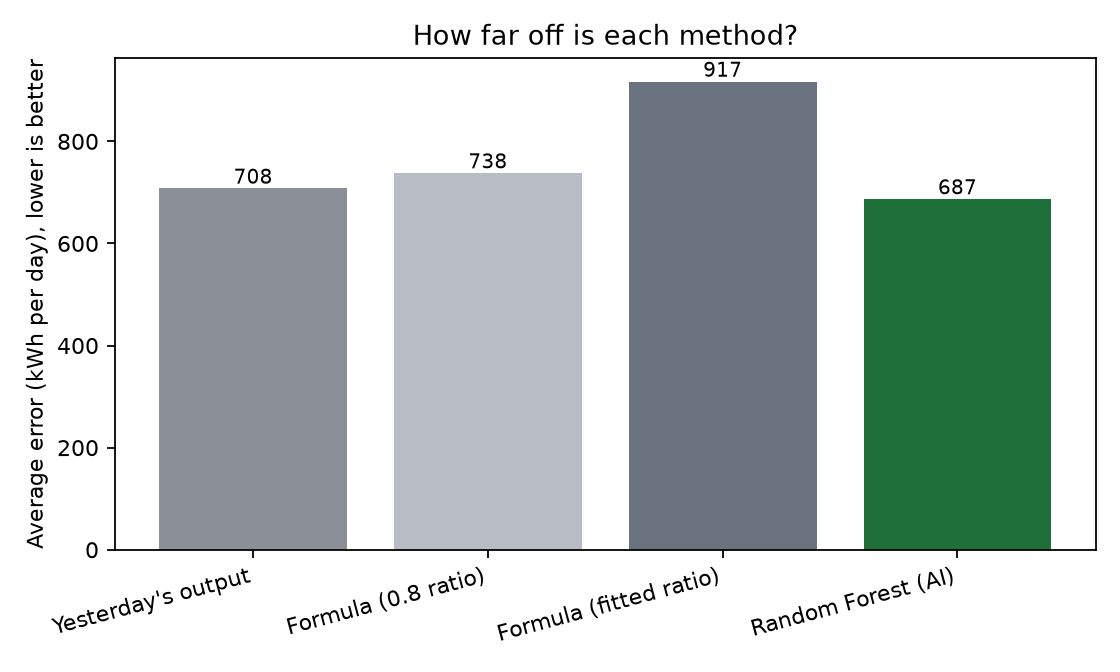 How far off is each method?
Average error (kWh per day), lower is better
800
600
400
200
0
708
738
917
687
Yesterday's output
Formula (0.8 ratio)
Formula (fitted ratio)
Random Forest (AI)